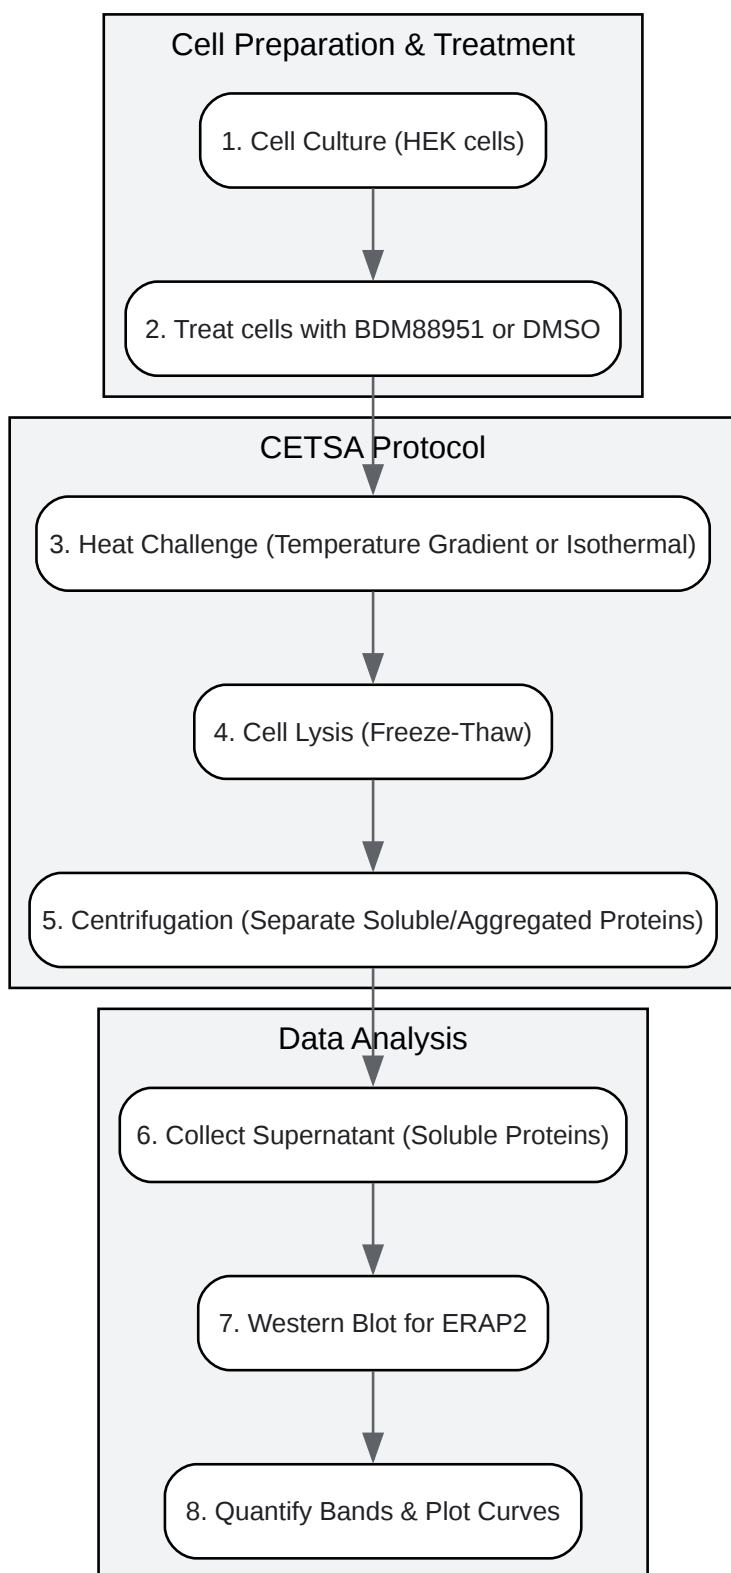 Cell Preparation & Treatment
1. Cell Culture (HEK cells)
2. Treat cells with BDM88951 or DMSO
CETSA Protocol
3. Heat Challenge (Temperature Gradient or Isothermal)
4. Cell Lysis (Freeze-Thaw)
5. Centrifugation (Separate Soluble/Aggregated Proteins)
Data Analysis
6. Collect Supernatant (Soluble Proteins)
7. Western Blot for ERAP2
8. Quantify Bands & Plot Curves